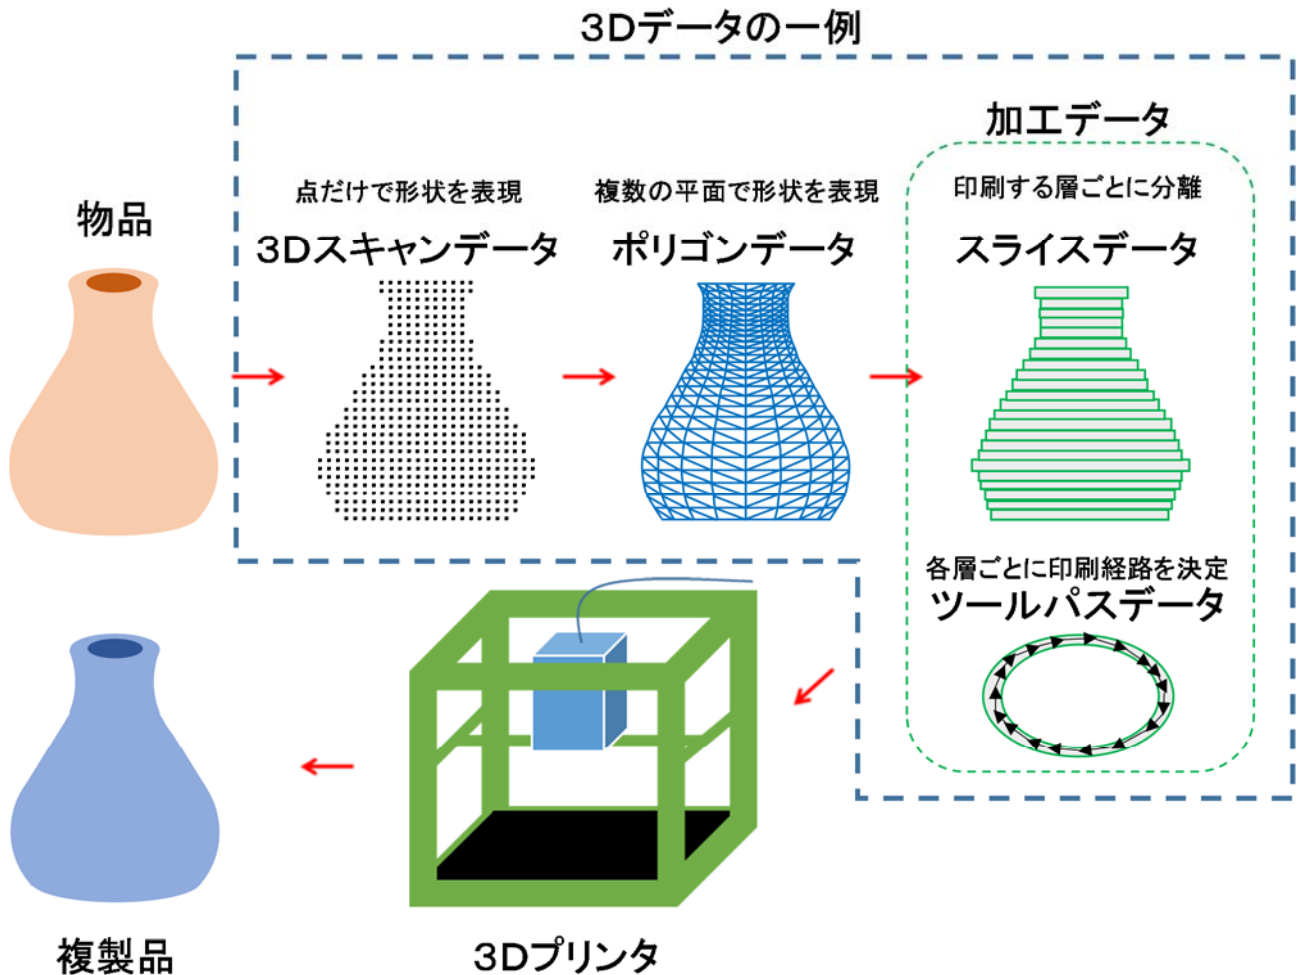 3Dデータの一例
加工データ
点だけで形状を表現
複数の平面で形状を表現
印刷する層ごとに分離
物品
3Dスキャンデータ
ポリゴンデータ
スライスデータ
各層ごとに印刷経路を決定
ツールパスデータ
複製品
3Dプリンタ